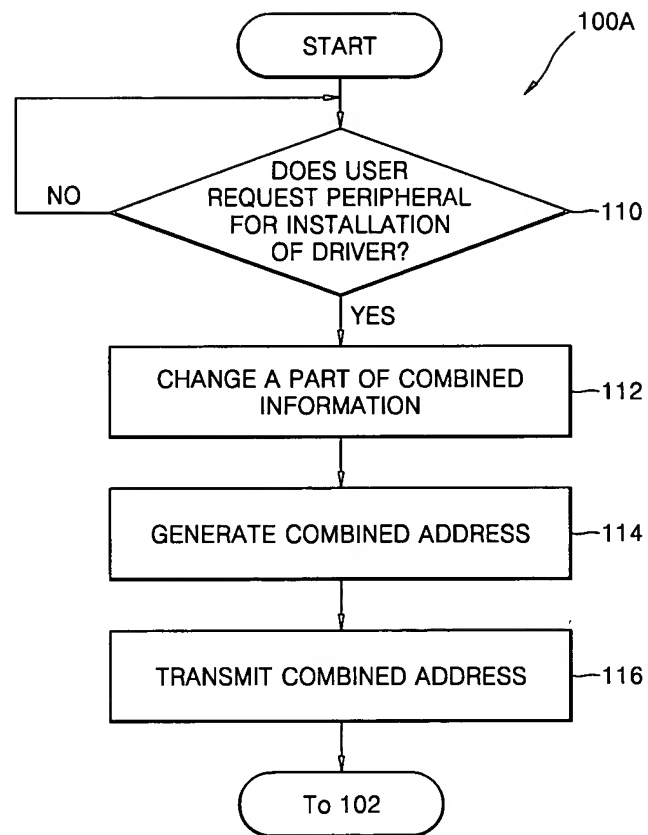 100A
START
DOES USER
REQUEST PERIPHERAL
FOR INSTALLATION
OF DRIVER?
NO
110
YES
CHANGE A PART OF COMBINED
INFORMATION
112
GENERATE COMBINED ADDRESS
114
TRANSMIT COMBINED ADDRESS
116
To 102